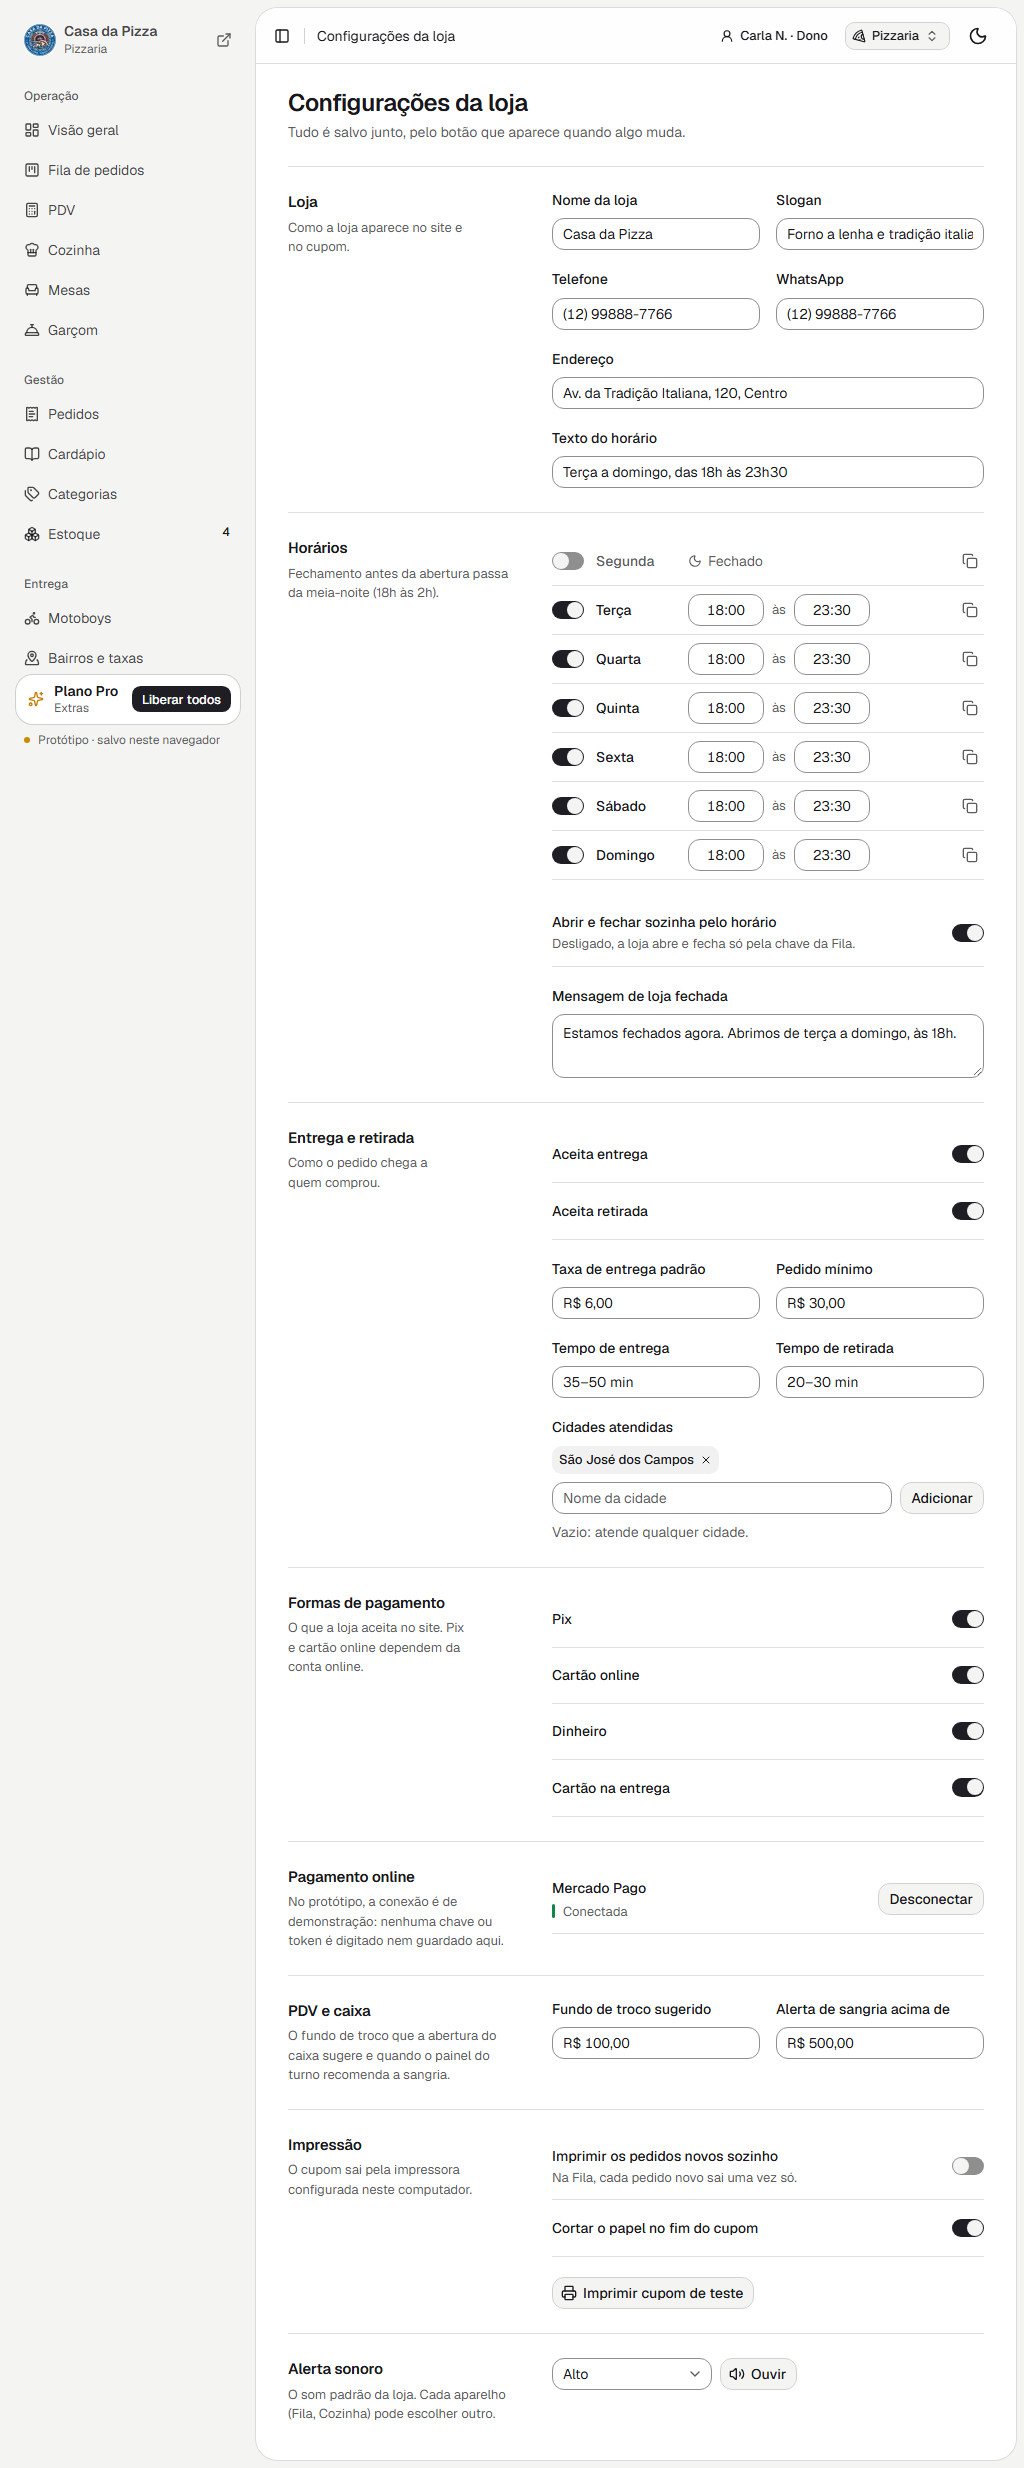 Casa da Pizza
Pizzaria
Operação
Visão geral
Fila de pedidos
PDV
Cozinha
Mesas
Garçom
Gestão
Pedidos
Cardápio
Categorias
Estoque 4
Entrega
Motoboys
Bairros e taxas
Plano Pro
Extras
Liberar todos
Protótipo · salvo neste navegador
Configurações da loja
Carla N. · Dono
Pizzaria
Configurações da loja
Tudo é salvo junto, pelo botão que aparece quando algo muda.
Loja
Como a loja aparece no site e
no cupom.
Nome da loja
Casa da Pizza
Slogan
Forno a lenha e tradição italia
Telefone
(12) 99888-7766
WhatsApp
(12) 99888-7766
Endereço
Av. da Tradição Italiana, 120, Centro
Texto do horário
Terça a domingo, das 18h às 23h30
Horários
Fechamento antes da abertura passa
da meia-noite (18h às 2h).
Segunda Fechado
Terça 18:00 às 23:30
Quarta 18:00 às 23:30
Quinta 18:00 às 23:30
Sexta 18:00 às 23:30
Sábado 18:00 às 23:30
Domingo 18:00 às 23:30
Abrir e fechar sozinha pelo horário
Desligado, a loja abre e fecha só pela chave da Fila.
Mensagem de loja fechada
Estamos fechados agora. Abrimos de terça a domingo, às 18h.
Entrega e retirada
Como o pedido chega a
quem comprou.
Aceita entrega
Aceita retirada
Taxa de entrega padrão
R$ 6,00
Pedido mínimo
R$ 30,00
Tempo de entrega
35–50 min
Tempo de retirada
20–30 min
Cidades atendidas
São José dos Campos
Nome da cidade
Adicionar
Vazio: atende qualquer cidade.
Formas de pagamento
O que a loja aceita no site. Pix
e cartão online dependem da
conta online.
Pix
Cartão online
Dinheiro
Cartão na entrega
Pagamento online
No protótipo, a conexão é de
demonstração: nenhuma chave ou
token é digitado nem guardado aqui.
Mercado Pago
Conectada
Desconectar
PDV e caixa
O fundo de troco que a abertura do
caixa sugere e quando o painel do
turno recomenda a sangria.
Fundo de troco sugerido
R$ 100,00
Alerta de sangria acima de
R$ 500,00
Impressão
O cupom sai pela impressora
configurada neste computador.
Imprimir os pedidos novos sozinho
Na Fila, cada pedido novo sai uma vez só.
Cortar o papel no fim do cupom
Imprimir cupom de teste
Alerta sonoro
O som padrão da loja. Cada aparelho
(Fila, Cozinha) pode escolher outro.
Alto
Ouvir